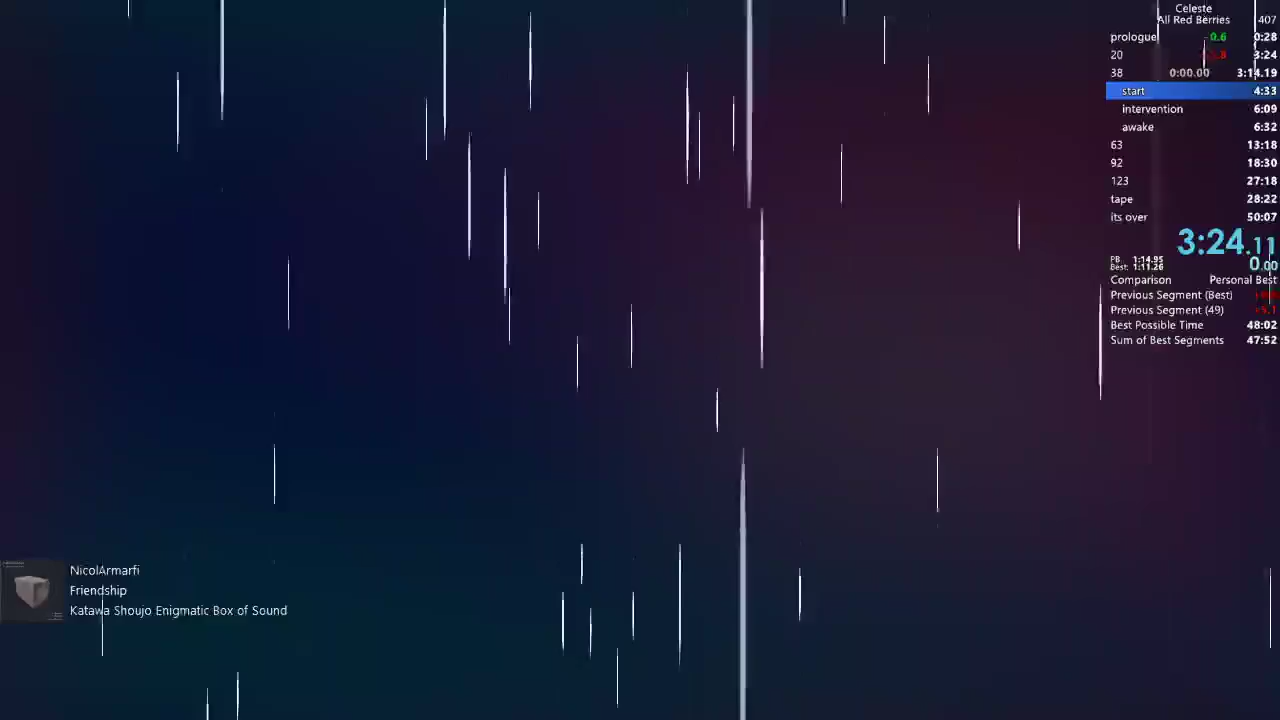 Celeste
All Red Berries 407
prologue -0.6 0:28
20 3:24
38 0:00.00 3:14.19
start 4:33
intervention 6:09
awake 6:32
63 13:18
92 18:30
123 27:18
tape 28:22
its over 50:07
3:24.11
PB: 1:14.95 0.00
Best: 1:11.26
Comparison Personal Best
Previous Segment (Best)
Previous Segment (49) +5.1
Best Possible Time 48:02
Sum of Best Segments 47:52
NicolArmarfi
Friendship
Katawa Shoujo Enigmatic Box of Sound